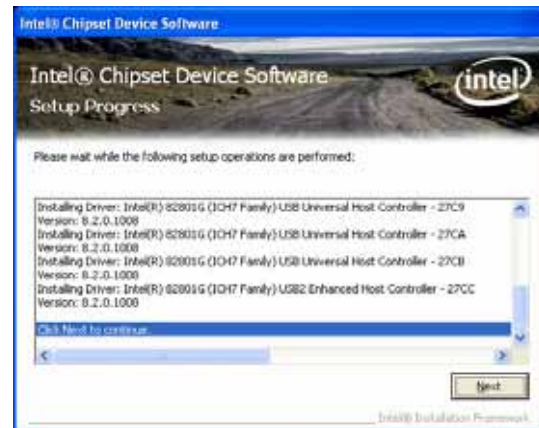 Intel® Chipset Device Software
Intel® Chipset Device Software
intel
Setup Progress
Please wait while the following setup operations are performed:
Installing Driver: Intel(R) 82801G (ICH7 Family) USB Universal Host Controller - 27C9
Version: 8.2.0.1008
Installing Driver: Intel(R) 82801G (ICH7 Family) USB Universal Host Controller - 27CA
Version: 8.2.0.1008
Installing Driver: Intel(R) 82801G (ICH7 Family) USB Universal Host Controller - 27CB
Version: 8.2.0.1008
Installing Driver: Intel(R) 82801G (ICH7 Family) USB2 Enhanced Host Controller - 27CC
Version: 8.2.0.1008
Click Next to continue.
Next
Intel® Installation Framework